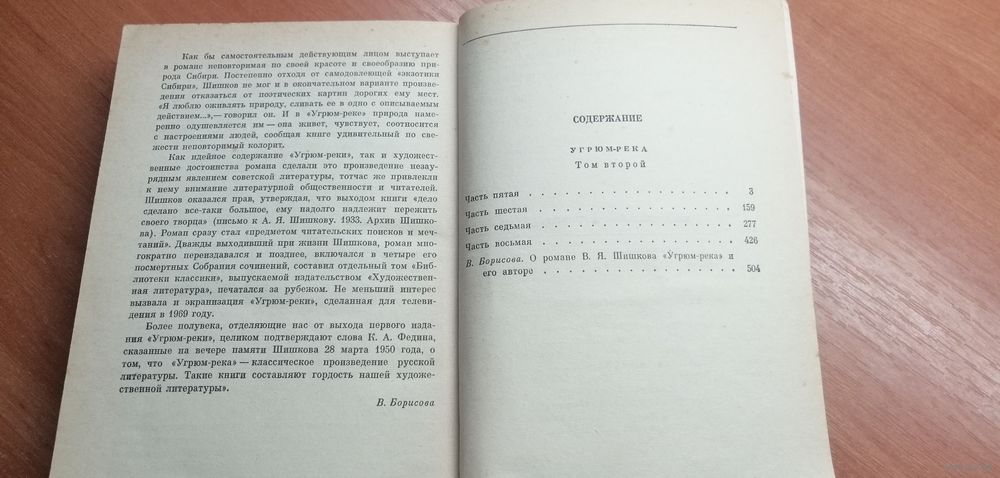 Как бы самостоятельным действующим лицом выступает
в романе неповторимая по своей красоте и своеобразию при-
рода Сибири. Постепенно отходя от самодовлеющей «экзотики
Сибири», Шишков не мог и в окончательном варианте произве-
дения отказаться от поэтических картин дорогих ему мест.
«Я люблю оживлять природу, сливать ее в одно с описываемым
действием...»,— говорил он. И в «Угрюм-реке» природа наме-
ренно одушевляется им — она живет, чувствует, соотносится
с настроениями людей, сообщая книге удивительный по све-
жести неповторимый колорит.
Как идейное содержание «Угрюм-реки», так и художест-
венные достоинства романа сделали это произведение незау-
рядным явлением советской литературы, тотчас же привлекли
к нему внимание литературной общественности и читателей.
Шишков оказался прав, утверждая, что выходом книги «дело
сделано все-таки большое, ему надолго надлежит пережить
своего творца» (письмо к А. Я. Шишкову. 1933. Архив Шишко-
ва). Роман сразу стал «предметом читательских поисков и меч-
таний». Дважды выходивший при жизни Шишкова, роман мно-
гократно переиздавался и позднее, включался в четыре его
посмертных Собрания сочинений, составил отдельный том «Биб-
лиотеки классики», выпускаемой издательством «Художествен-
ная литература», печатался за рубежом. Не меньший интерес
вызвала и экранизация «Угрюм-реки», сделанная для телеви-
дения в 1969 году.
Более полувека, отделяющие нас от выхода первого изда-
ния «Угрюм-реки», целиком подтверждают слова К. А. Федина,
сказанные на вечере памяти Шишкова 28 марта 1950 года, о
том, что «Угрюм-река» — классическое произведение русской
литературы. Такие книги составляют гордость нашей художе-
ственной литературы».
В. Борисова
СОДЕРЖАНИЕ
УГРЮМ-РЕКА
Том второй
Часть пятая . . . . . . . . . . . . . . . . . . 3
Часть шестая . . . . . . . . . . . . . . . . . 159
Часть седьмая . . . . . . . . . . . . . . . . . 277
Часть восьмая . . . . . . . . . . . . . . . . . 426
В. Борисова. О романе В. Я. Шишкова «Угрюм-река» и
его авторе . . . . . . . . . . . . . . . . . 504